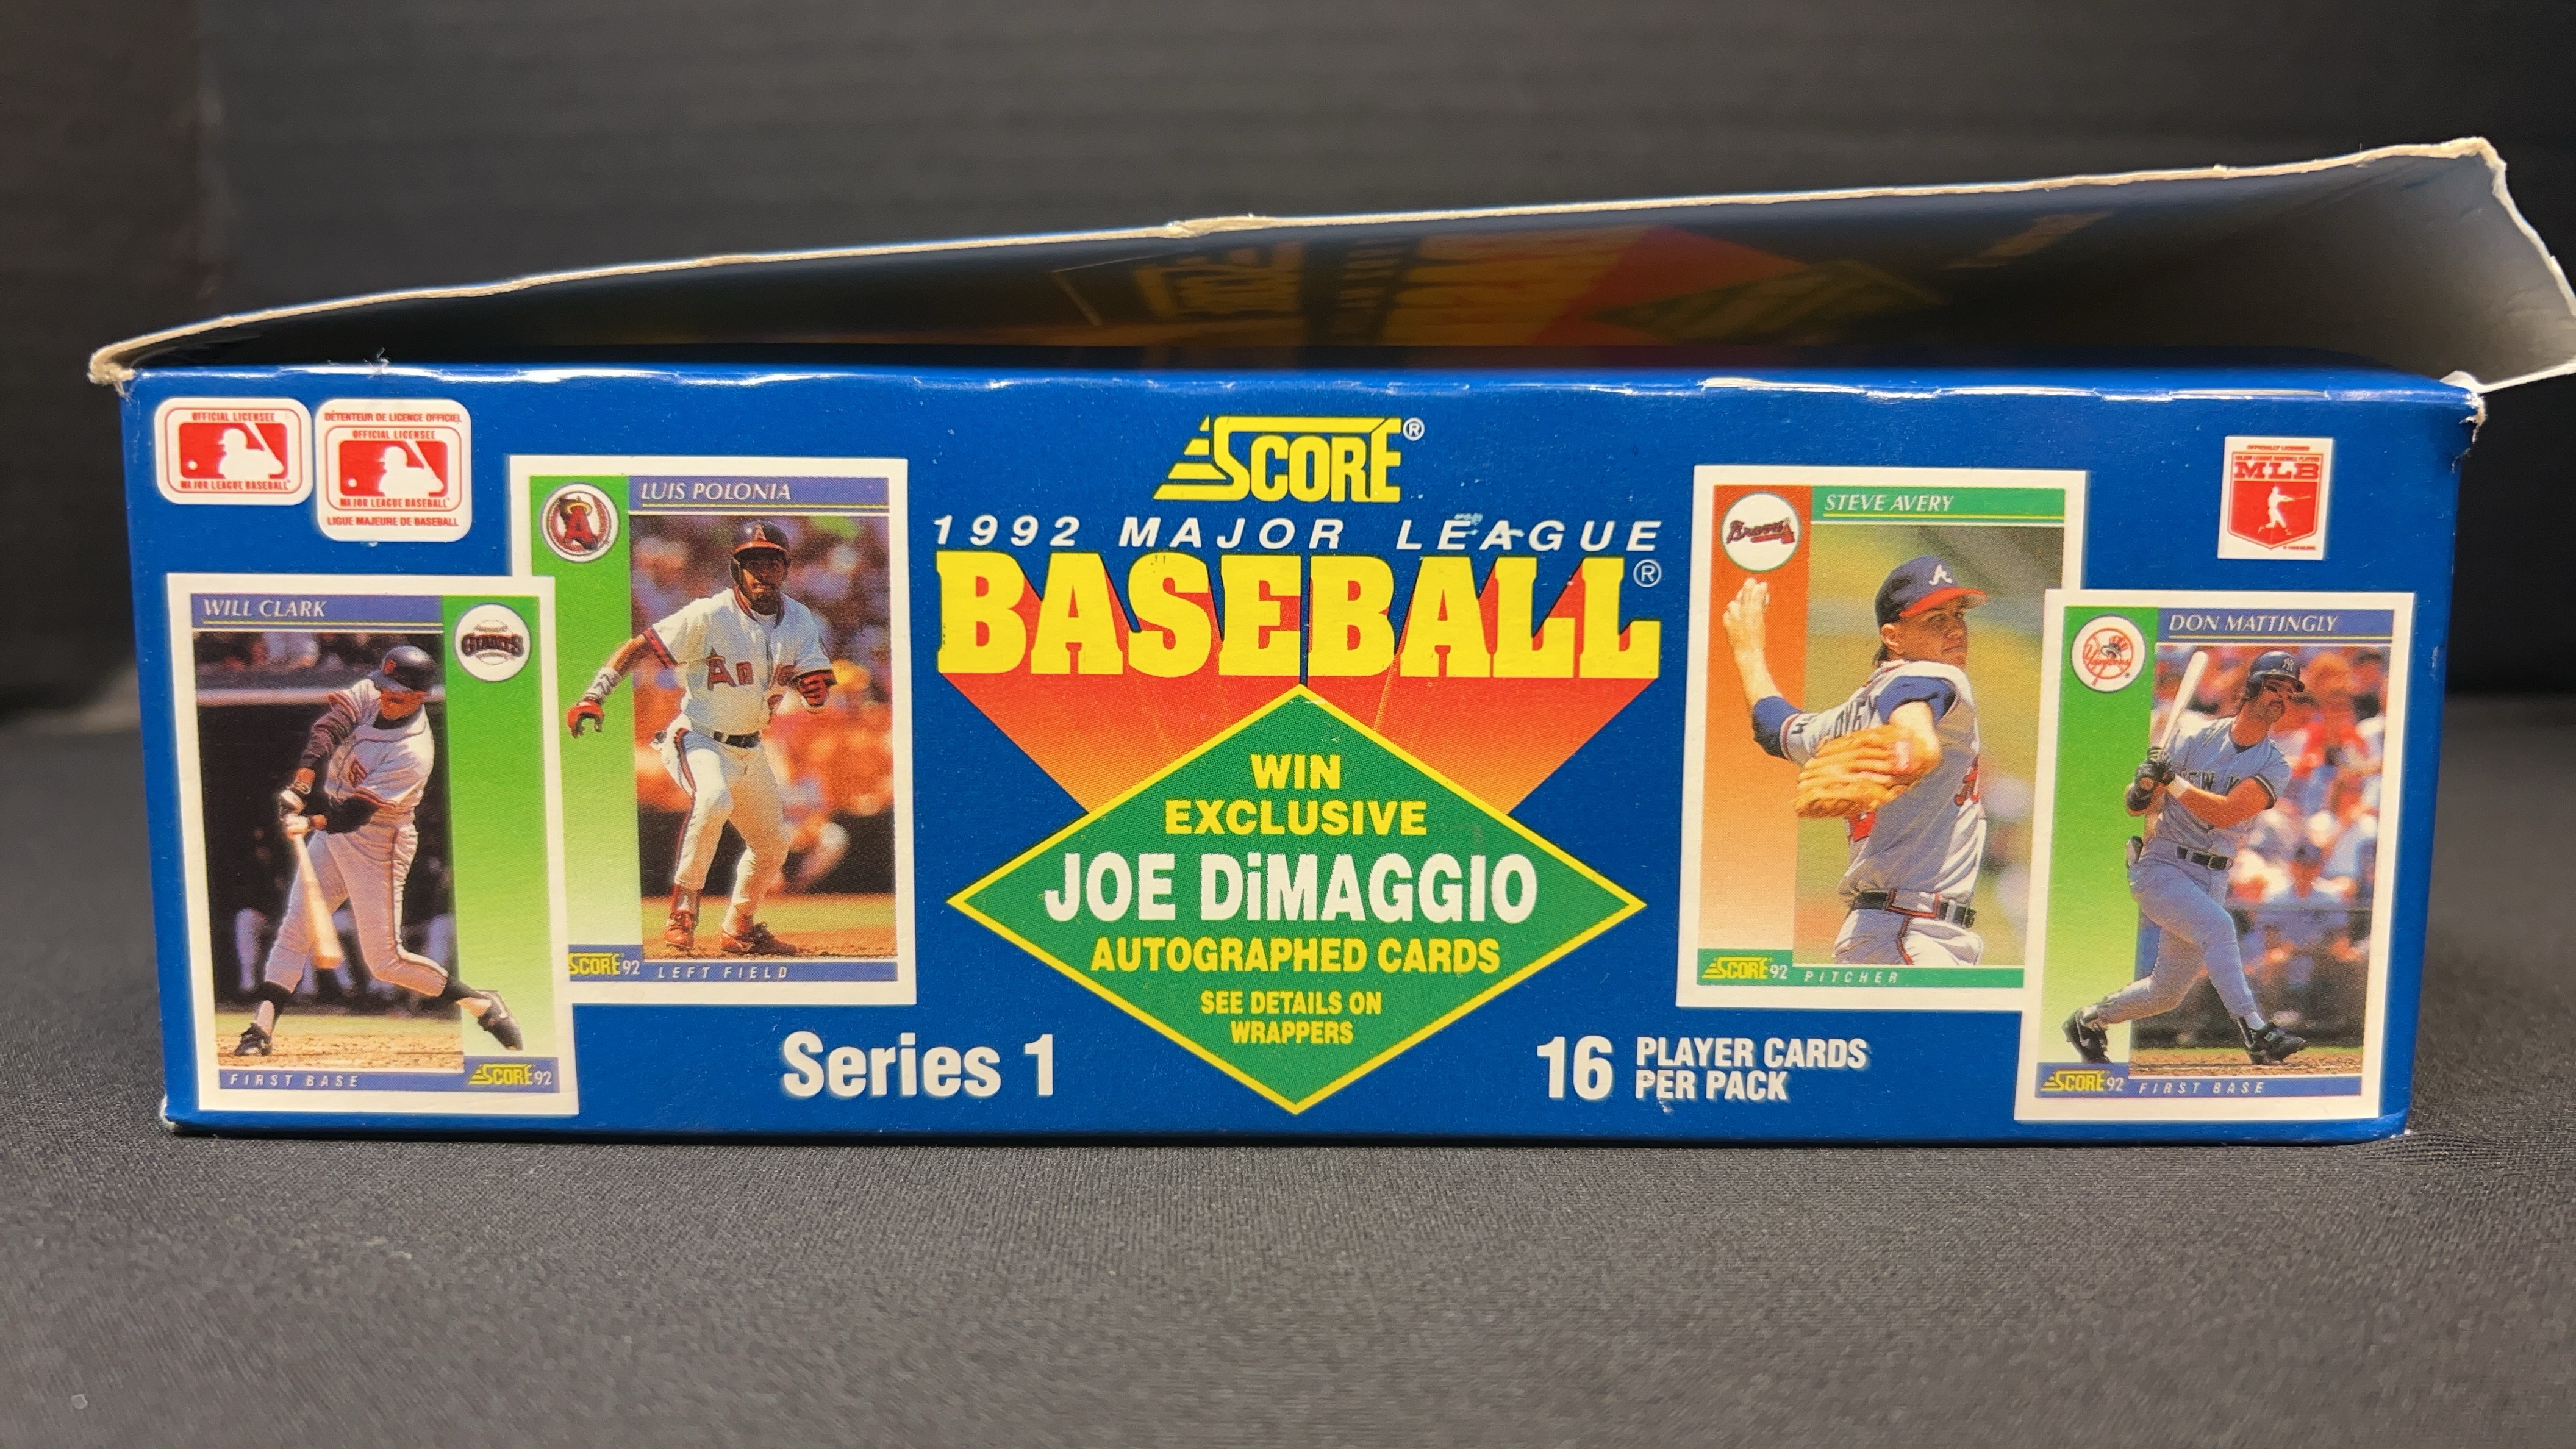 OFFICIAL LICENSEE
MAJOR LEAGUE BASEBALL
DÉTENTEUR DE LICENCE OFFICIEL
OFFICIAL LICENSEE
MAJOR LEAGUE BASEBALL
LIGUE MAJEURE DE BASEBALL
WILL CLARK
GIANTS
FIRST BASE
SCORE 92
LUIS POLONIA
A
SCORE 92
LEFT FIELD
SCORE®
1992 MAJOR LEAGUE
BASEBALL®
WIN
EXCLUSIVE
JOE DiMAGGIO
AUTOGRAPHED CARDS
SEE DETAILS ON
WRAPPERS
Series 1
16 PLAYER CARDS
PER PACK
STEVE AVERY
Braves
SCORE 92
PITCHER
DON MATTINGLY
Yankees
SCORE 92
FIRST BASE
MLB